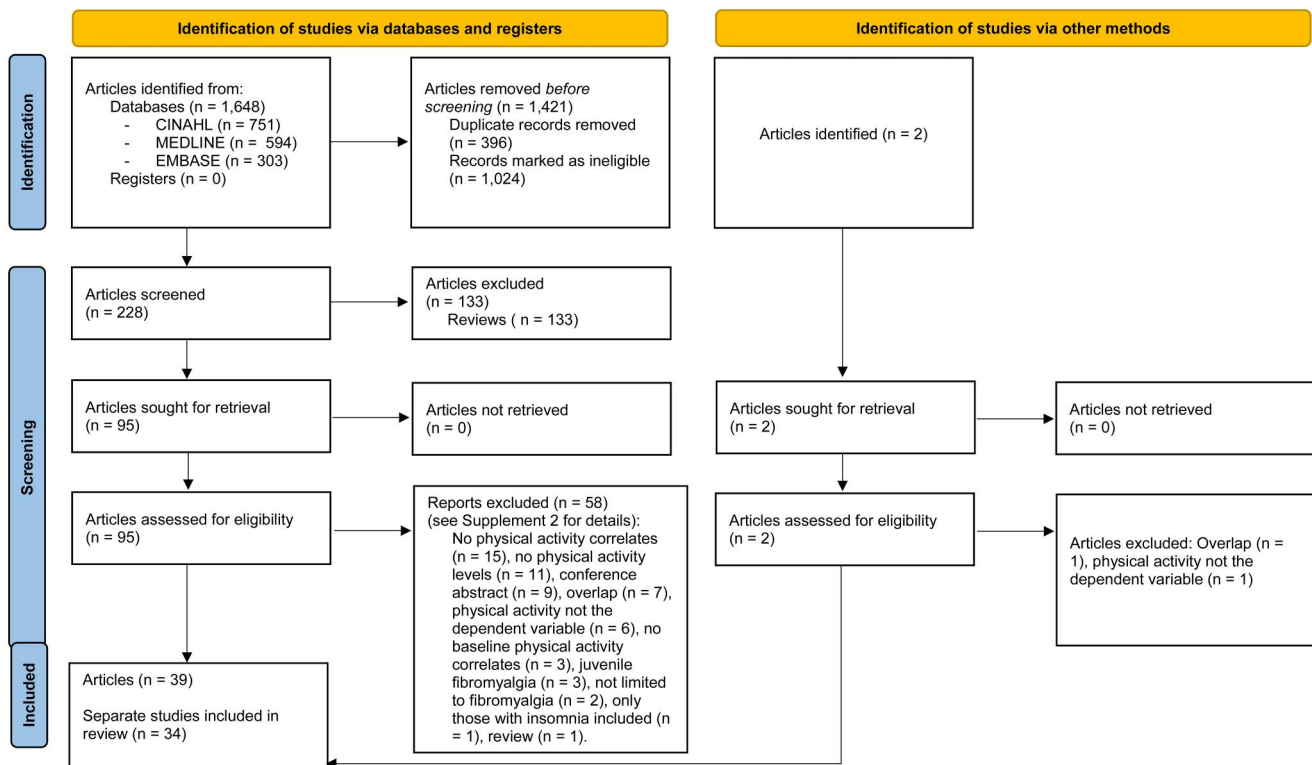 Identification of studies via databases and registers
Identification of studies via other methods
Identification
Articles identified from:
Databases (n = 1,648)
- CINAHL (n = 751)
- MEDLINE (n = 594)
- EMBASE (n = 303)
Registers (n = 0)
Articles removed before
screening (n = 1,421)
Duplicate records removed
(n = 396)
Records marked as ineligible
(n = 1,024)
Articles identified (n = 2)
Screening
Articles screened
(n = 228)
Articles excluded
(n = 133)
Reviews ( n = 133)
Articles sought for retrieval
(n = 95)
Articles not retrieved
(n = 0)
Articles sought for retrieval
(n = 2)
Articles not retrieved
(n = 0)
Articles assessed for eligibility
(n = 95)
Reports excluded (n = 58)
(see Supplement 2 for details):
No physical activity correlates
(n = 15), no physical activity
levels (n = 11), conference
abstract (n = 9), overlap (n = 7),
physical activity not the
dependent variable (n = 6), no
baseline physical activity
correlates (n = 3), juvenile
fibromyalgia (n = 3), not limited
to fibromyalgia (n = 2), only
those with insomnia included (n
= 1), review (n = 1).
Articles assessed for eligibility
(n = 2)
Articles excluded: Overlap (n =
1), physical activity not the
dependent variable (n = 1)
Included
Articles (n = 39)
Separate studies included in
review (n = 34)